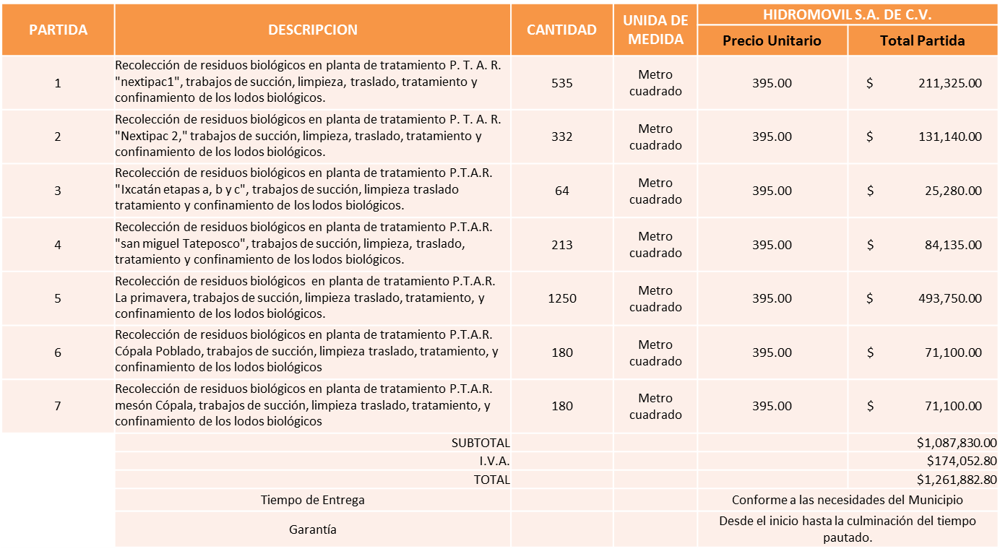 PARTIDA
DESCRIPCION
CANTIDAD
UNIDA DE
MEDIDA
HIDROMOVIL S.A. DE C.V.
Precio Unitario
Total Partida
1
Recolección de residuos biológicos en planta de tratamiento P. T. A. R.
"nextipac1", trabajos de succión, limpieza, traslado, tratamiento y
confinamiento de los lodos biológicos.
535
Metro
cuadrado
395.00
$ 211,325.00
2
Recolección de residuos biológicos en planta de tratamiento P. T. A. R.
"Nextipac 2," trabajos de succión, limpieza, traslado, tratamiento y
confinamiento de los lodos biológicos.
332
Metro
cuadrado
395.00
$ 131,140.00
3
Recolección de residuos biológicos en planta de tratamiento P.T.A.R.
"Ixcatán etapas a, b y c", trabajos de succión, limpieza traslado
tratamiento y confinamiento de los lodos biológicos.
64
Metro
cuadrado
395.00
$ 25,280.00
4
Recolección de residuos biológicos en planta de tratamiento P.T.A.R.
"san miguel Tateposco", trabajos de succión, limpieza, traslado,
tratamiento y confinamiento de los lodos biológicos.
213
Metro
cuadrado
395.00
$ 84,135.00
5
Recolección de residuos biológicos en planta de tratamiento P.T.A.R.
La primavera, trabajos de succión, limpieza traslado, tratamiento, y
confinamiento de los lodos biológicos.
1250
Metro
cuadrado
395.00
$ 493,750.00
6
Recolección de residuos biológicos en planta de tratamiento P.T.A.R.
Cópala Poblado, trabajos de succión, limpieza traslado, tratamiento, y
confinamiento de los lodos biológicos
180
Metro
cuadrado
395.00
$ 71,100.00
7
Recolección de residuos biológicos en planta de tratamiento P.T.A.R.
mesón Cópala, trabajos de succión, limpieza traslado, tratamiento, y
confinamiento de los lodos biológicos
180
Metro
cuadrado
395.00
$ 71,100.00
SUBTOTAL
$1,087,830.00
I.V.A.
$174,052.80
TOTAL
$1,261,882.80
Tiempo de Entrega
Conforme a las necesidades del Municipio
Garantía
Desde el inicio hasta la culminación del tiempo
pautado.